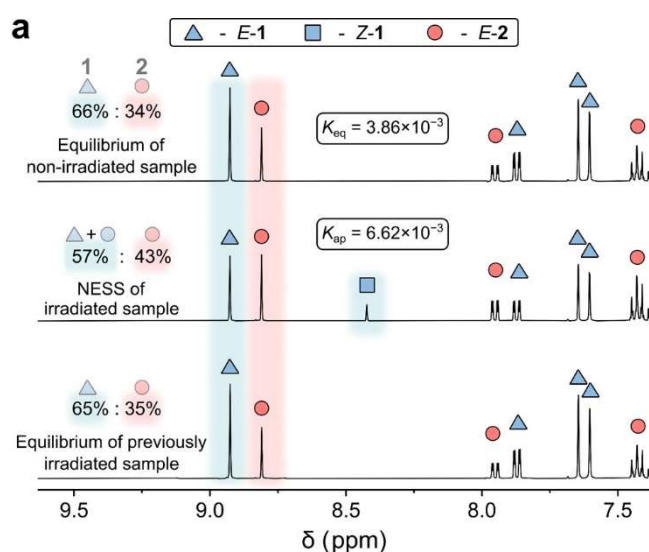 a
- E-1 - Z-1 - E-2
1 2
66% : 34%
Equilibrium of
non-irradiated sample
Keq = 3.86×10⁻³
+
57% : 43%
NESS of
irradiated sample
Kap = 6.62×10⁻³
65% : 35%
Equilibrium of previously
irradiated sample
9.5 9.0 8.5 8.0 7.5
δ (ppm)